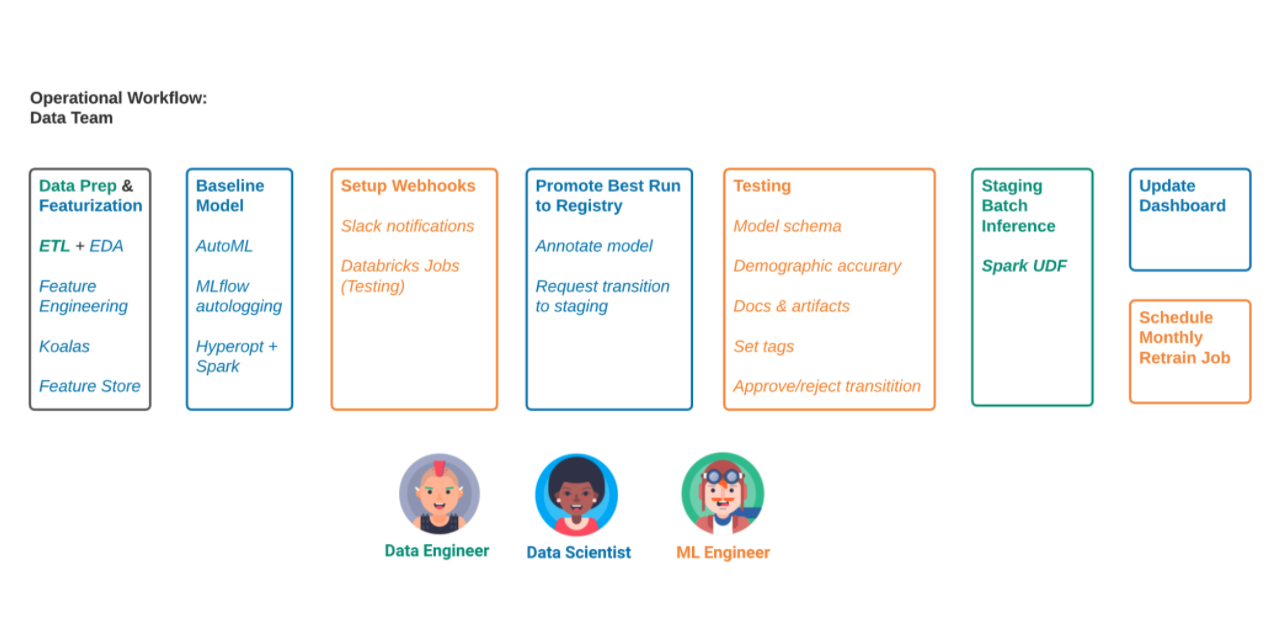 Operational Workflow:
Data Team
Data Prep &
Featurization
ETL + EDA
Feature
Engineering
Koalas
Feature Store
Baseline
Model
AutoML
MLflow
autologging
Hyperopt +
Spark
Setup Webhooks
Slack notifications
Databricks Jobs
(Testing)
Promote Best Run
to Registry
Annotate model
Request transition
to staging
Testing
Model schema
Demographic accurary
Docs & artifacts
Set tags
Approve/reject transitition
Staging
Batch
Inference
Spark UDF
Update
Dashboard
Schedule
Monthly
Retrain Job
Data Engineer
Data Scientist
ML Engineer